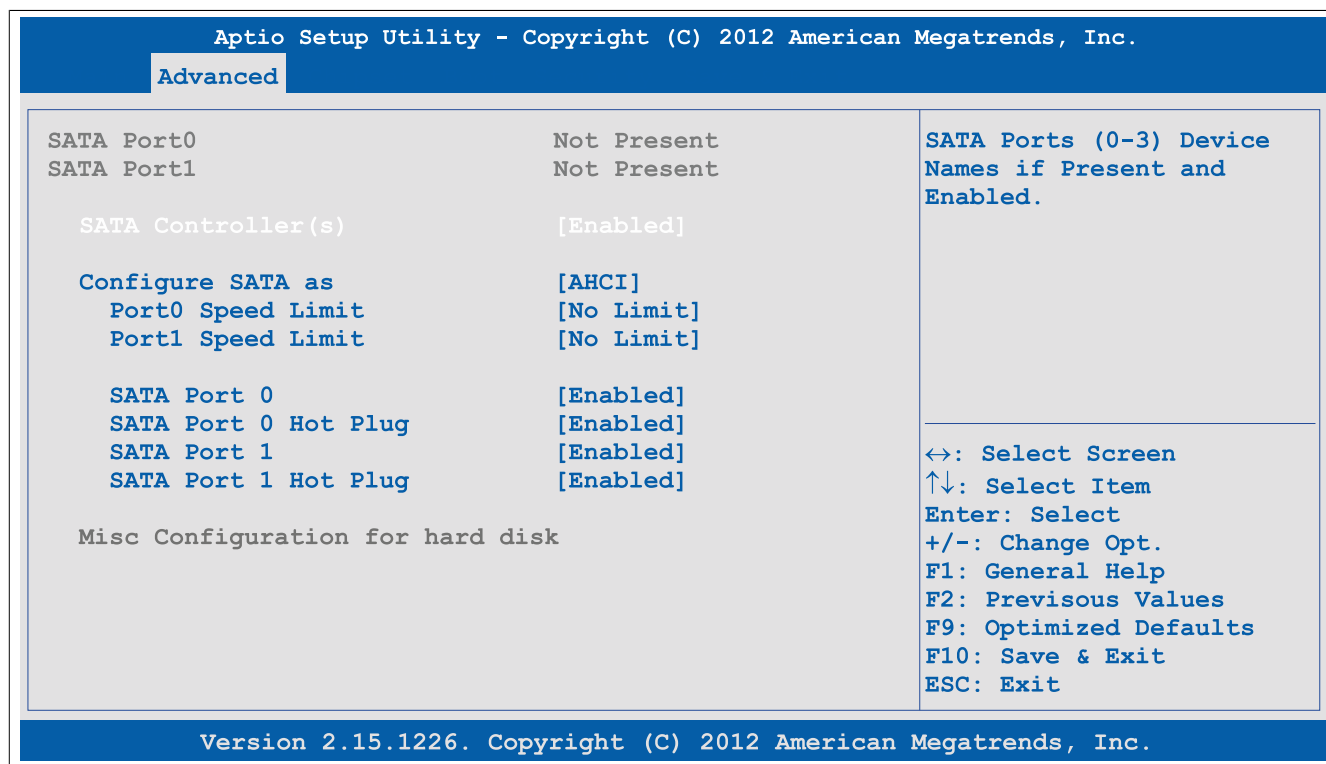 Aptio Setup Utility - Copyright (C) 2012 American Megatrends, Inc.
Advanced
SATA Port0 Not Present
SATA Port1 Not Present
SATA Controller(s) [Enabled]
Configure SATA as [AHCI]
Port0 Speed Limit [No Limit]
Port1 Speed Limit [No Limit]
SATA Port 0 [Enabled]
SATA Port 0 Hot Plug [Enabled]
SATA Port 1 [Enabled]
SATA Port 1 Hot Plug [Enabled]
Misc Configuration for hard disk
SATA Ports (0-3) Device
Names if Present and
Enabled.
↔: Select Screen
↑↓: Select Item
Enter: Select
+/-: Change Opt.
F1: General Help
F2: Previsous Values
F9: Optimized Defaults
F10: Save & Exit
ESC: Exit
Version 2.15.1226. Copyright (C) 2012 American Megatrends, Inc.